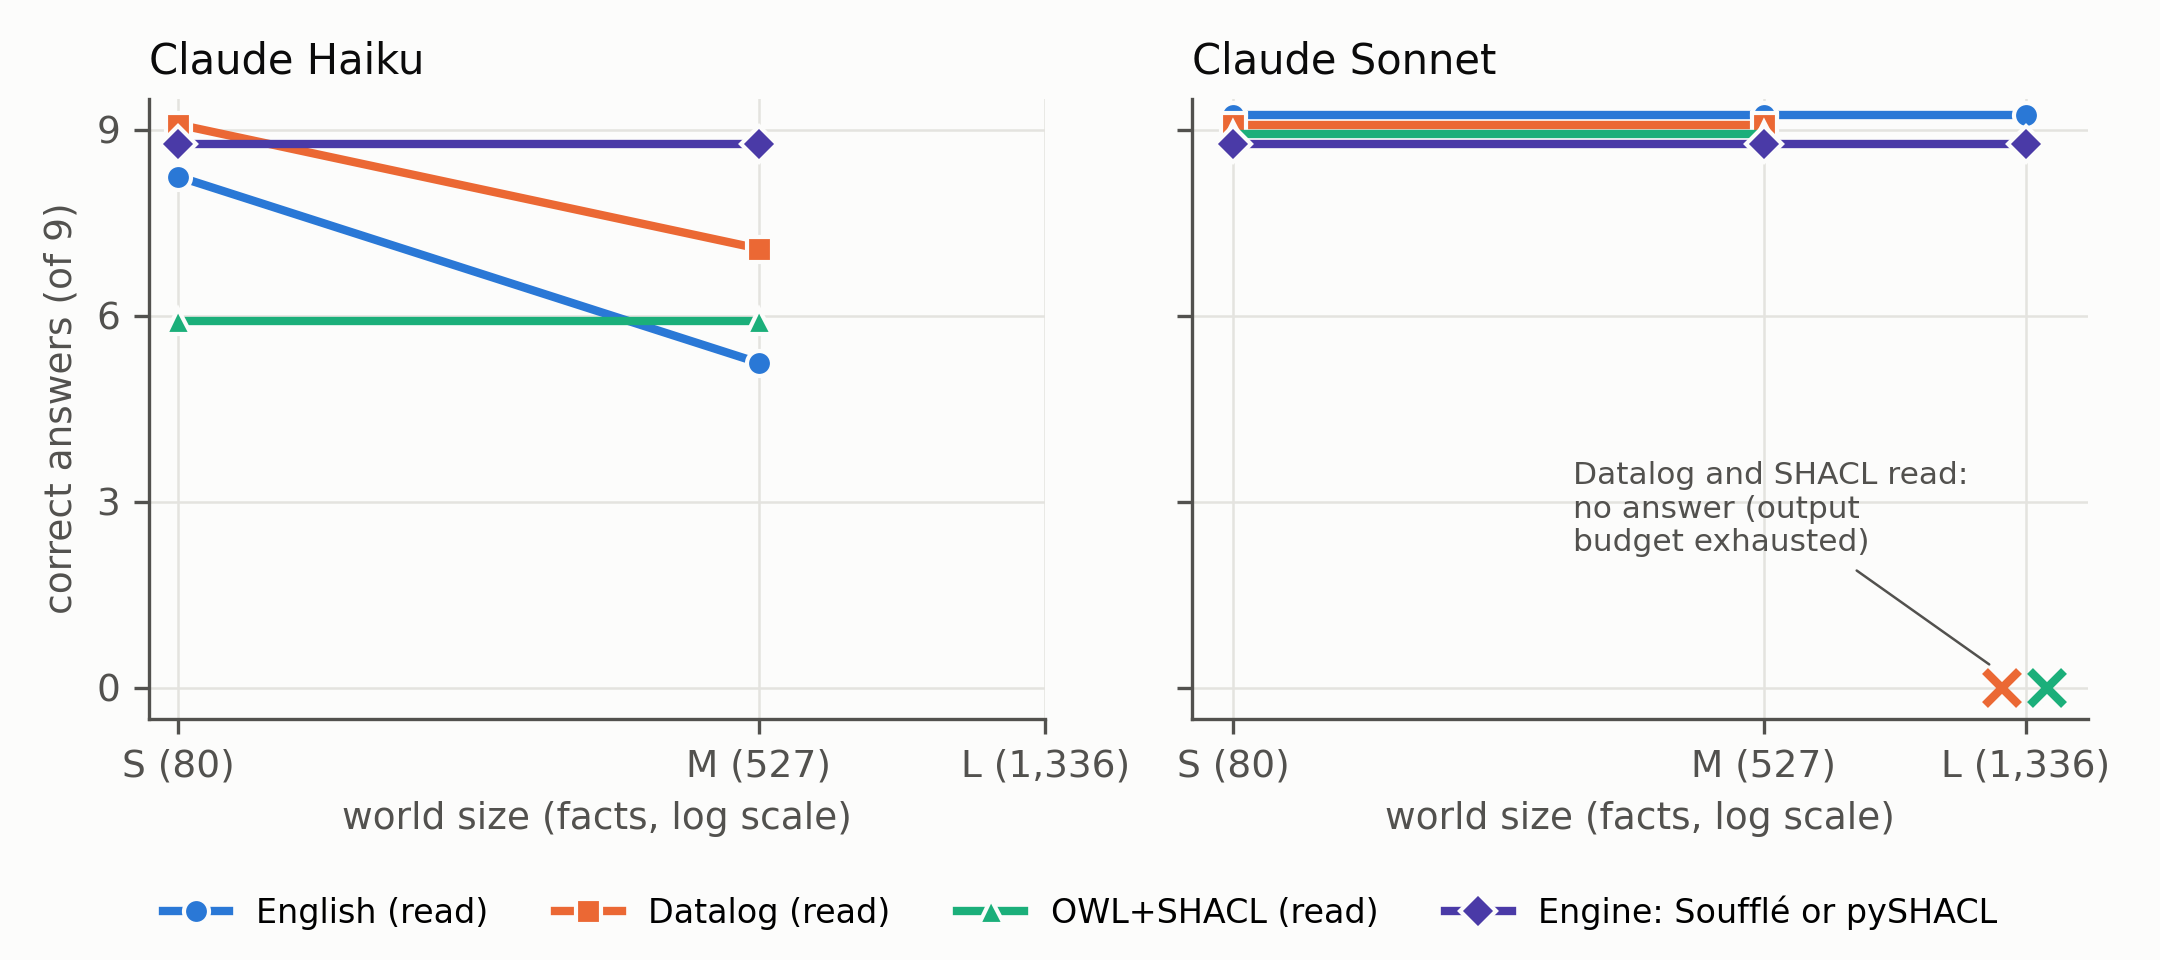 Claude Haiku
Claude Sonnet
correct answers (of 9)
9
6
3
0
Datalog and SHACL read:
no answer (output
budget exhausted)
S (80)
M (527)
L (1,336)
S (80)
M (527)
L (1,336)
world size (facts, log scale)
world size (facts, log scale)
English (read)
Datalog (read)
OWL+SHACL (read)
Engine: Soufflé or pySHACL